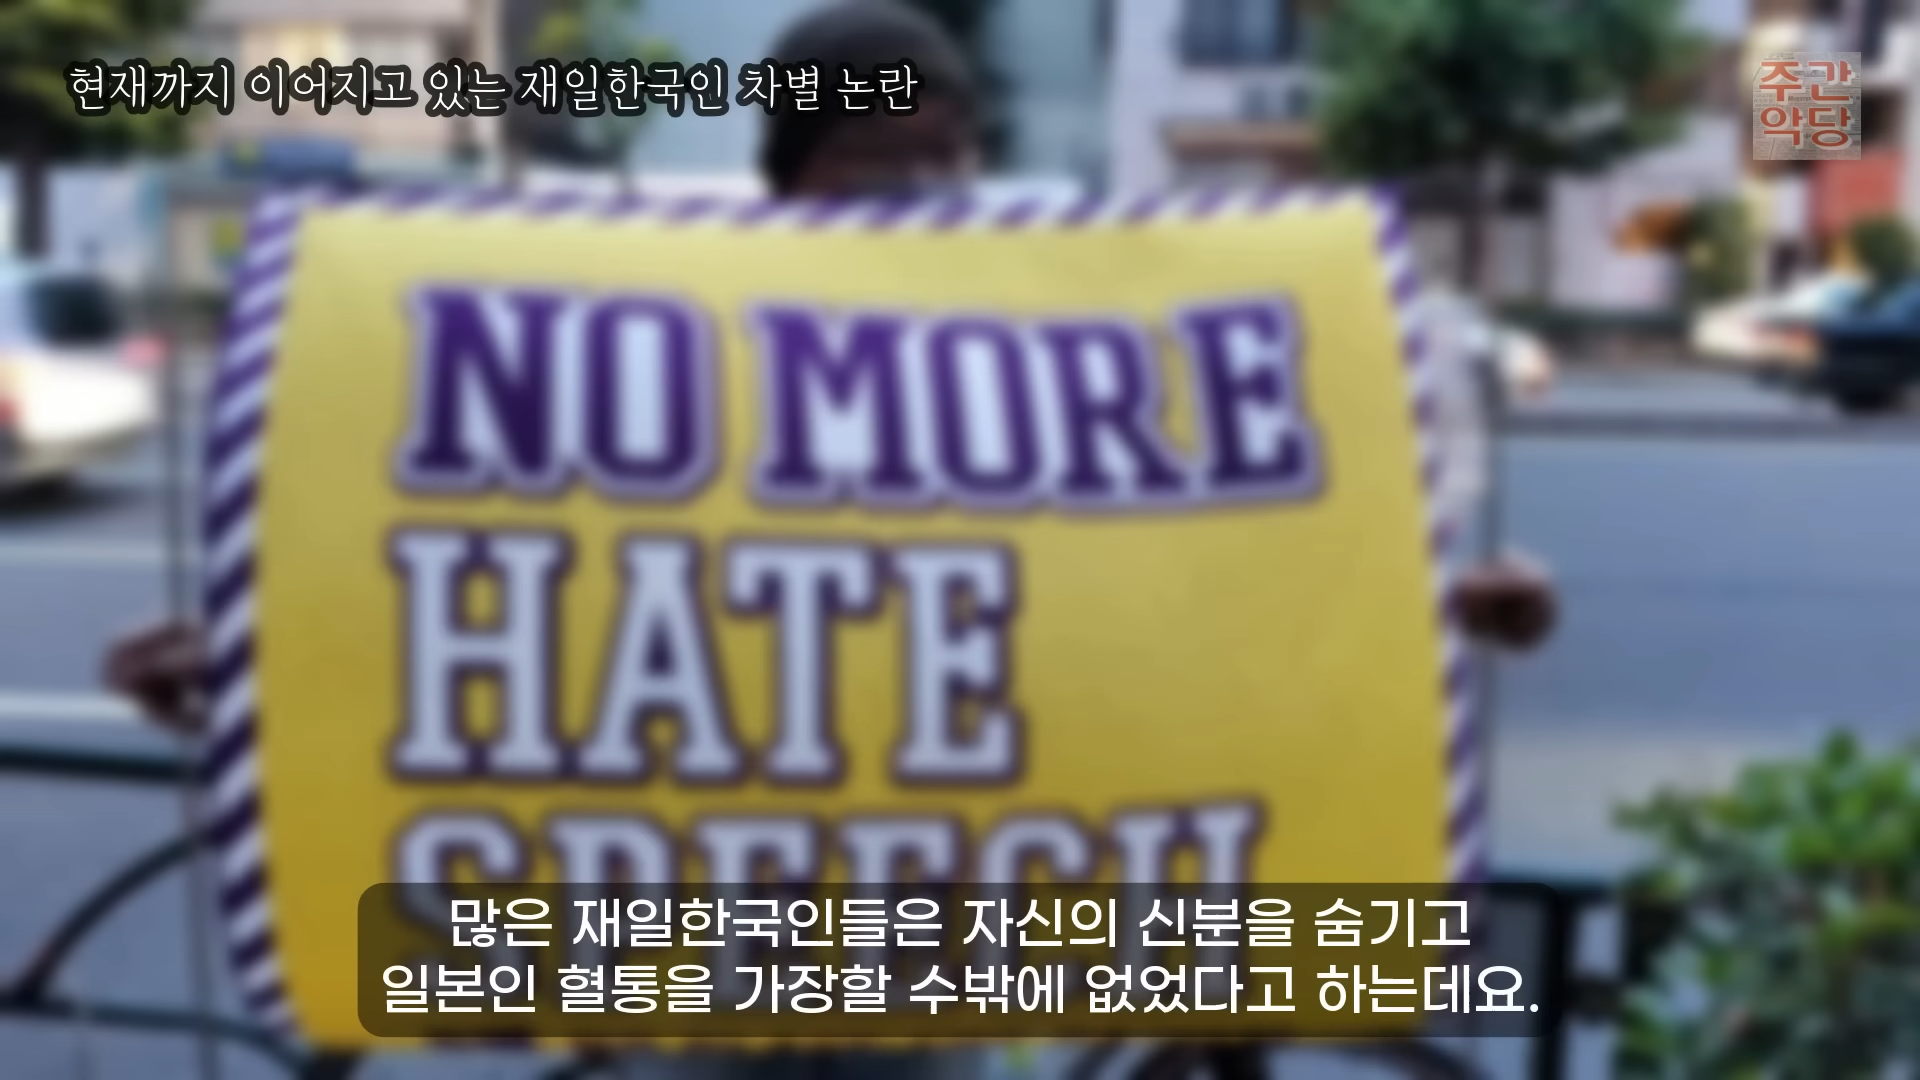 현재까지 이어지고 있는 재일한국인 차별 논란
주간
악당
NO MORE
HATE
SPEECH
많은 재일한국인들은 자신의 신분을 숨기고
일본인 혈통을 가장할 수밖에 없었다고 하는데요.